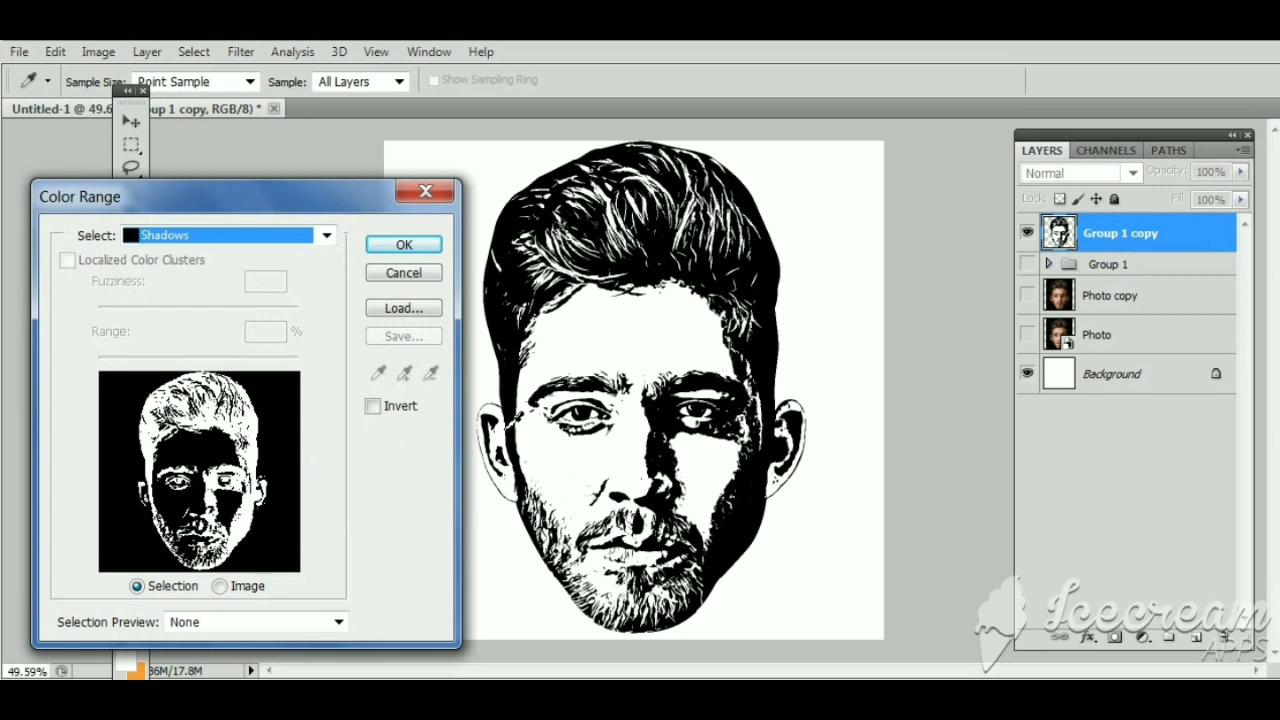 File Edit Image Layer Select Filter Analysis 3D View Window Help
Sample Size: Point Sample Sample: All Layers Show Sampling Ring
Untitled-1 @ 49.6 oup 1 copy, RGB/8) *
LAYERS CHANNELS PATHS
Normal Opacity: 100%
Lock: Fill: 100%
Group 1 copy
Group 1
Photo copy
Photo
Background
Color Range
Select: Shadows
Localized Color Clusters
Fuzziness:
Range: %
OK
Cancel
Load...
Save...
Invert
Selection Image
Selection Preview: None
49.59% 36M/17.8M
Icecream
APPS